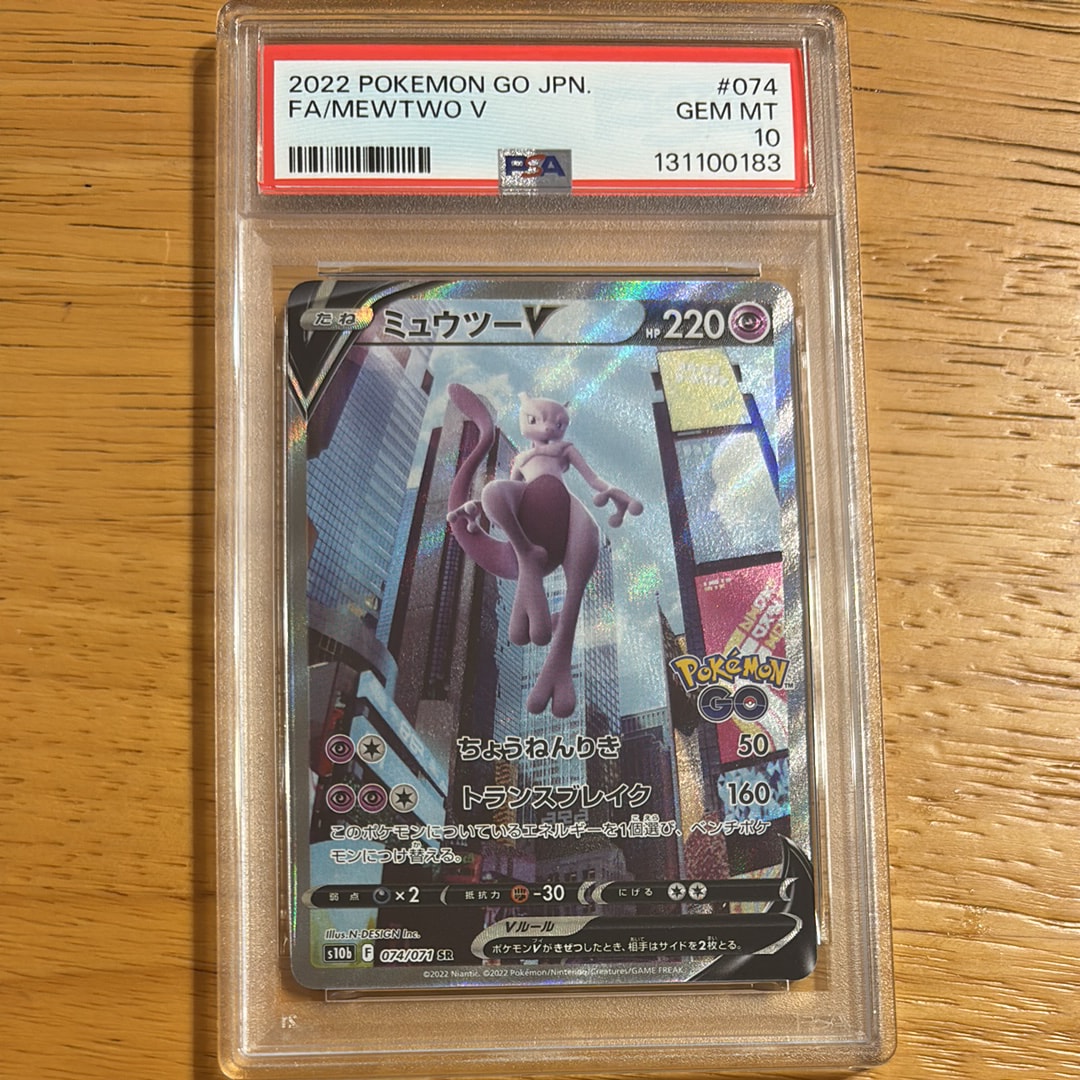 2022 POKEMON GO JPN. #074
FA/MEWTWO V GEM MT
10
PSA 131100183
たね ミュウツーV HP 220
POKéMON™
GO
ちょうねんりき 50
トランスブレイク 160
このポケモンについているエネルギーを1個選び、ベンチポケ
モンにつけ替える。
弱点 ×2 抵抗力 -30 にげる
Vルール
ポケモンVがきぜつしたとき、相手はサイドを2枚とる。
Illus. N-DESIGN Inc.
s10b F 074/071 SR
©2022 Niantic. ©2022 Pokémon/Nintendo/Creatures/GAME FREAK.
PSA